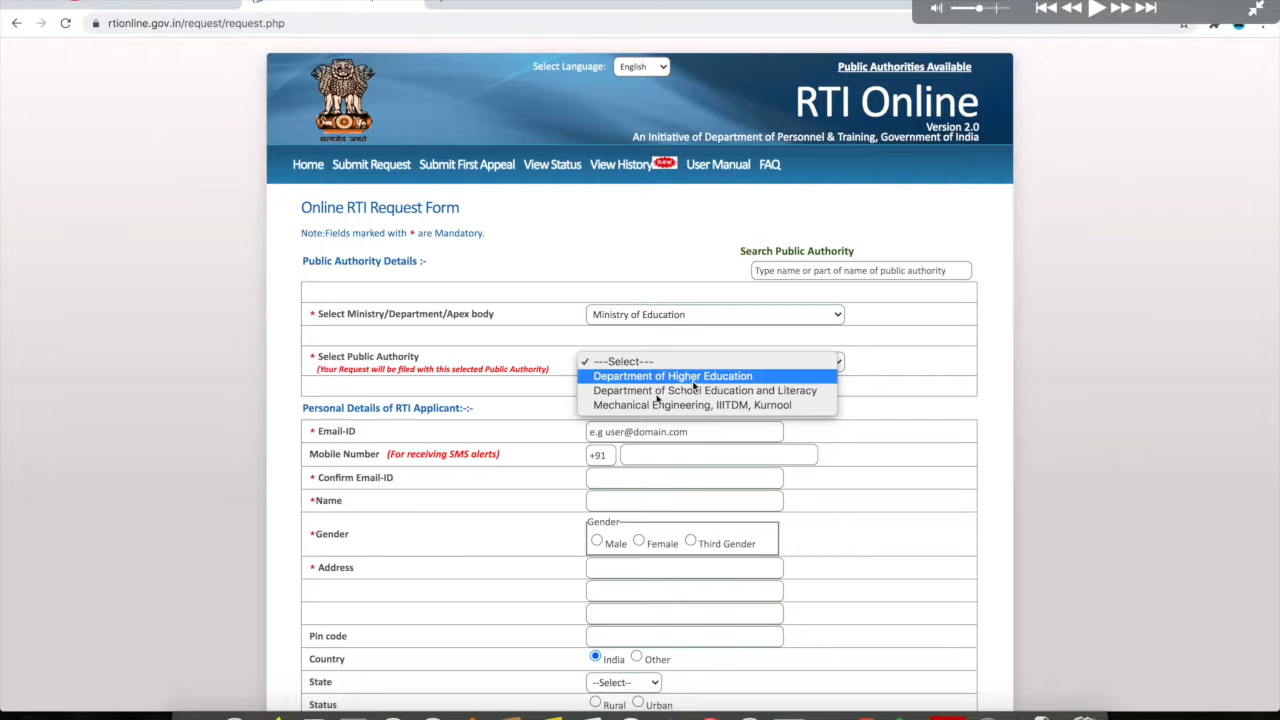 rtionline.gov.in/request/request.php
Select Language: English
Public Authorities Available
RTI Online
Version 2.0
An Initiative of Department of Personnel & Training, Government of India
सत्यमेव जयते
Home Submit Request Submit First Appeal View Status View History new User Manual FAQ
Online RTI Request Form
Note:Fields marked with * are Mandatory.
Search Public Authority
Public Authority Details :-
Type name or part of name of public authority
* Select Ministry/Department/Apex body Ministry of Education
* Select Public Authority
(Your Request will be filed with this selected Public Authority)
✓ ---Select---
Department of Higher Education
Department of School Education and Literacy
Mechanical Engineering, IIITDM, Kurnool
Personal Details of RTI Applicant:-:-
* Email-ID e.g user@domain.com
Mobile Number (For receiving SMS alerts) +91
* Confirm Email-ID
*Name
Gender
*Gender Male Female Third Gender
* Address
Pin code
Country India Other
State --Select--
Status Rural Urban